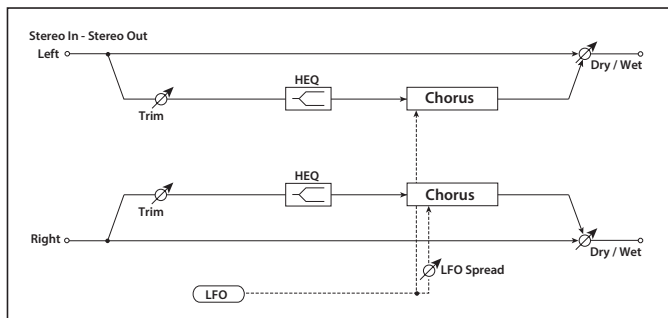 Stereo In - Stereo Out
Left
Dry / Wet
HEQ
Chorus
Trim
HEQ
Chorus
Trim
Right
Dry / Wet
LFO Spread
LFO